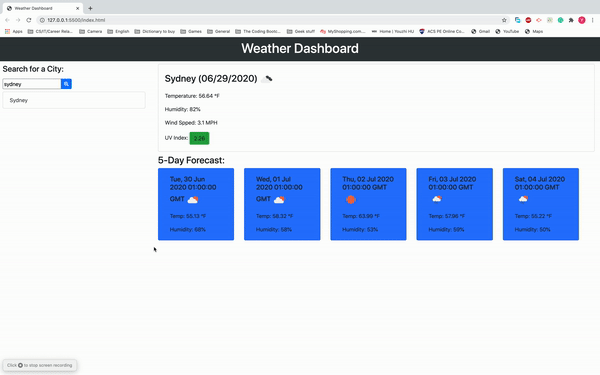 Weather Dashboard
127.0.0.1:5500/index.html
Apps CS/IT/Career Rela... Camera English Dictionary to buy Games General The Coding Bootc... Geek stuff MyShopping.com... Home | Youzhi HU ACS PE Online Co... Gmail YouTube Maps
Weather Dashboard
Search for a City:
sydney
Sydney
Sydney (06/29/2020)
Temperature: 56.64 °F
Humidity: 82%
Wind Spped: 3.1 MPH
UV Index: 2.26
5-Day Forecast:
Tue, 30 Jun
2020 01:00:00
GMT
Temp: 55.13 °F
Humidity: 68%
Wed, 01 Jul
2020 01:00:00
GMT
Temp: 58.32 °F
Humidity: 58%
Thu, 02 Jul 2020
01:00:00 GMT
Temp: 63.99 °F
Humidity: 53%
Fri, 03 Jul 2020
01:00:00 GMT
Temp: 57.96 °F
Humidity: 59%
Sat, 04 Jul 2020
01:00:00 GMT
Temp: 55.22 °F
Humidity: 50%
Click to stop screen recording